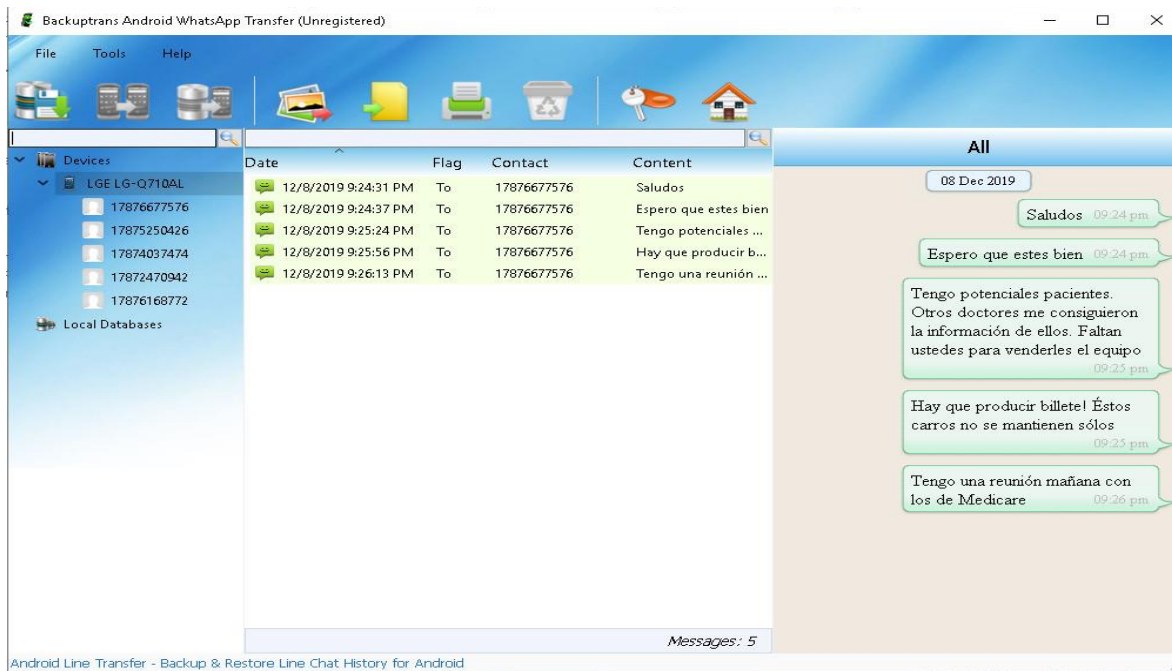 Backuptrans Android WhatsApp Transfer (Unregistered)
File Tools Help
Devices
LGE LG-Q710AL
17876677576
17875250426
17874037474
17872470942
17876168772
Local Databases
Date Flag Contact Content
12/8/2019 9:24:31 PM To 17876677576 Saludos
12/8/2019 9:24:37 PM To 17876677576 Espero que estes bien
12/8/2019 9:25:24 PM To 17876677576 Tengo potenciales ...
12/8/2019 9:25:56 PM To 17876677576 Hay que producir b...
12/8/2019 9:26:13 PM To 17876677576 Tengo una reunión ...
Messages: 5
All
08 Dec 2019
Saludos 09:24 pm
Espero que estes bien 09:24 pm
Tengo potenciales pacientes.
Otros doctores me consiguieron
la información de ellos. Faltan
ustedes para venderles el equipo
09:25 pm
Hay que producir billete! Éstos
carros no se mantienen sólos
09:25 pm
Tengo una reunión mañana con
los de Medicare 09:26 pm
Android Line Transfer - Backup & Restore Line Chat History for Android